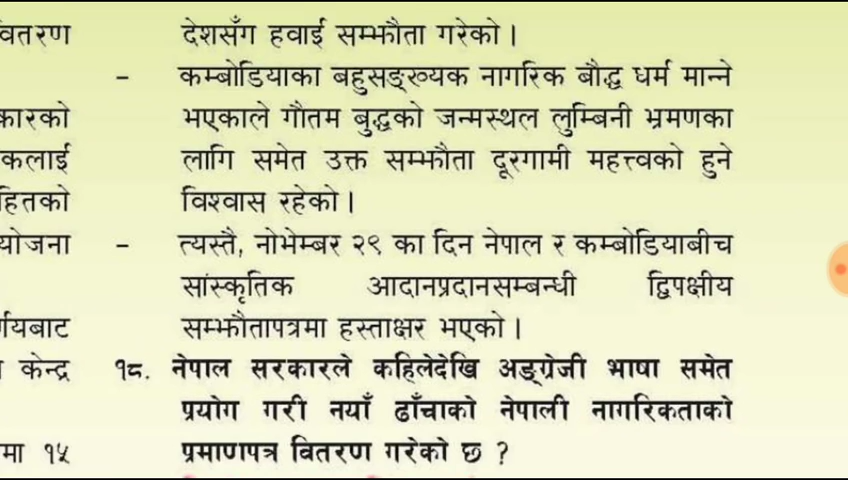 वितरण
कारको
कलाई
हितको
योजना
र्णयबाट
केन्द्र
मा १५
देशसँग हवाई सम्झौता गरेको ।
- कम्बोडियाका बहुसङ्ख्यक नागरिक बौद्ध धर्म मान्ने
भएकाले गौतम बुद्धको जन्मस्थल लुम्बिनी भ्रमणका
लागि समेत उक्त सम्झौता दूरगामी महत्त्वको हुने
विश्वास रहेको ।
- त्यस्तै, नोभेम्बर २९ का दिन नेपाल र कम्बोडियाबीच
सांस्कृतिक आदानप्रदानसम्बन्धी द्विपक्षीय
सम्झौतापत्रमा हस्ताक्षर भएको ।
१८. नेपाल सरकारले कहिलेदेखि अङ्ग्रेजी भाषा समेत
प्रयोग गरी नयाँ ढाँचाको नेपाली नागरिकताको
प्रमाणपत्र बितरण गरेको छ ?